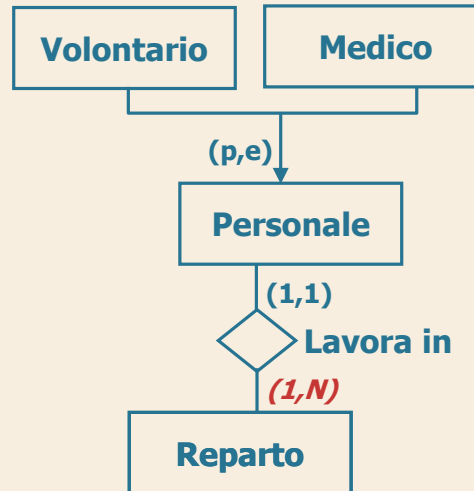 Volontario
Medico
(p,e)
Personale
(1,1)
Lavora in
(1,N)
Reparto